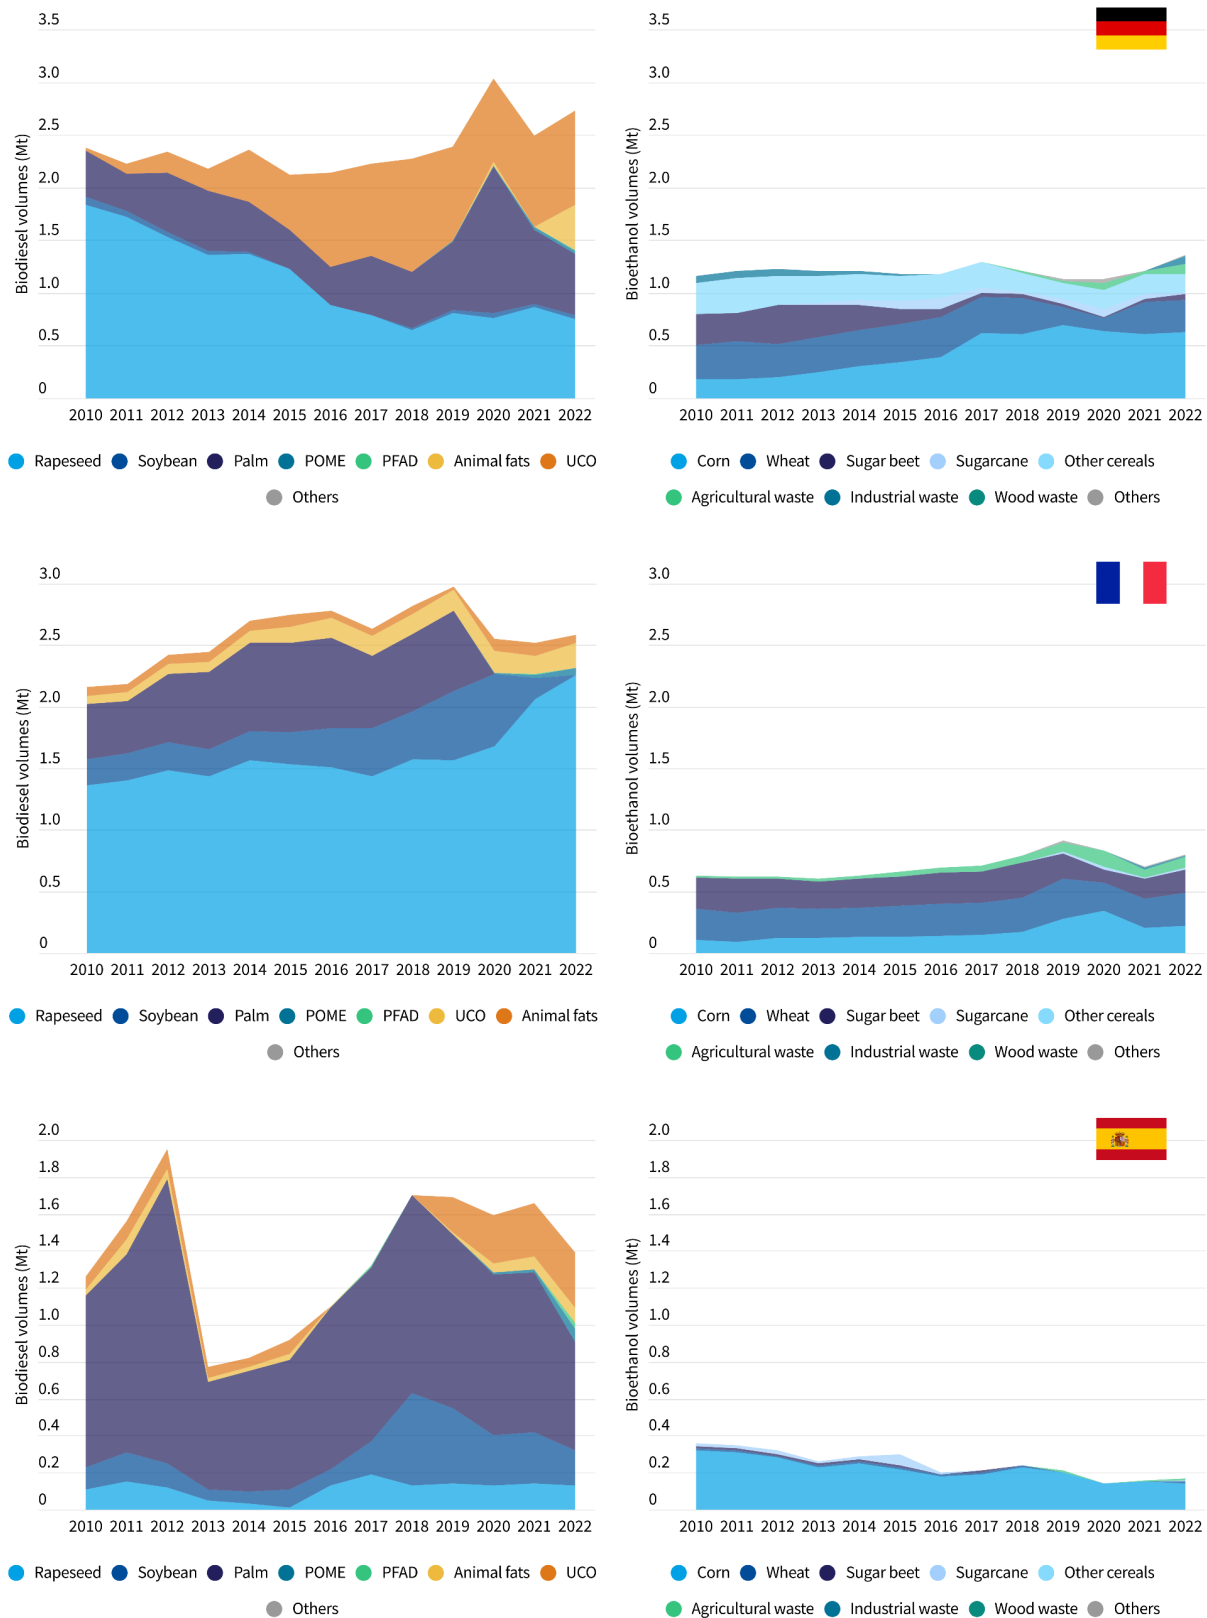 3.5
3.0
2.5
2.0
1.5
1.0
0.5
0
Biodiesel volumes (Mt)
2010 2011 2012 2013 2014 2015 2016 2017 2018 2019 2020 2021 2022
Rapeseed Soybean Palm POME PFAD Animal fats UCO
Others
3.5
3.0
2.5
2.0
1.5
1.0
0.5
0
Bioethanol volumes (Mt)
2010 2011 2012 2013 2014 2015 2016 2017 2018 2019 2020 2021 2022
Corn Wheat Sugar beet Sugarcane Other cereals
Agricultural waste Industrial waste Wood waste Others
3.0
2.5
2.0
1.5
1.0
0.5
0
Biodiesel volumes (Mt)
2010 2011 2012 2013 2014 2015 2016 2017 2018 2019 2020 2021 2022
Rapeseed Soybean Palm POME PFAD UCO Animal fats
Others
3.0
2.5
2.0
1.5
1.0
0.5
0
Bioethanol volumes (Mt)
2010 2011 2012 2013 2014 2015 2016 2017 2018 2019 2020 2021 2022
Corn Wheat Sugar beet Sugarcane Other cereals
Agricultural waste Industrial waste Wood waste Others
2.0
1.8
1.6
1.4
1.2
1.0
0.8
0.6
0.4
0.2
0
Biodiesel volumes (Mt)
2010 2011 2012 2013 2014 2015 2016 2017 2018 2019 2020 2021 2022
Rapeseed Soybean Palm POME PFAD Animal fats UCO
Others
2.0
1.8
1.6
1.4
1.2
1.0
0.8
0.6
0.4
0.2
0
Bioethanol volumes (Mt)
2010 2011 2012 2013 2014 2015 2016 2017 2018 2019 2020 2021 2022
Corn Wheat Sugar beet Sugarcane Other cereals
Agricultural waste Industrial waste Wood waste Others